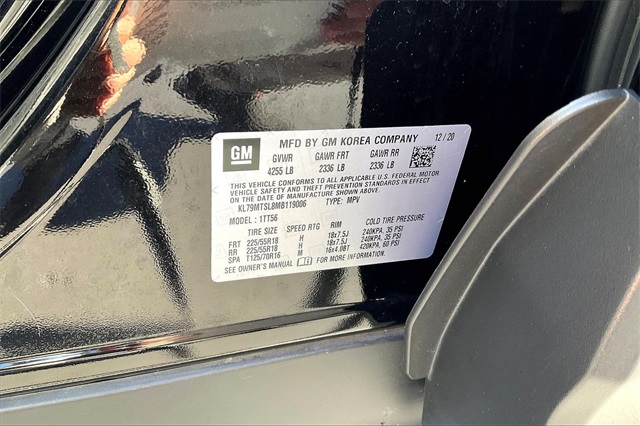 GM
MFD BY GM KOREA COMPANY 12/20
GVWR GAWR FRT GAWR RR
4255 LB 2336 LB 2336 LB
THIS VEHICLE CONFORMS TO ALL APPLICABLE U.S. FEDERAL MOTOR
VEHICLE SAFETY AND THEFT PREVENTION STANDARDS IN EFFECT ON THE
DATE OF MANUFACTURE SHOWN ABOVE.
KL79MTSL8MB119006 TYPE: MPV
MODEL: 1TT56
TIRE SIZE SPEED RTG RIM COLD TIRE PRESSURE
FRT 225/55R18 H 18x7.5J 240KPA, 35 PSI
RR 225/55R18 H 18x7.5J 240KPA, 35 PSI
SPA T125/70R16 M 16x4.0BT 420KPA, 60 PSI
SEE OWNER'S MANUAL FOR MORE INFORMATION.